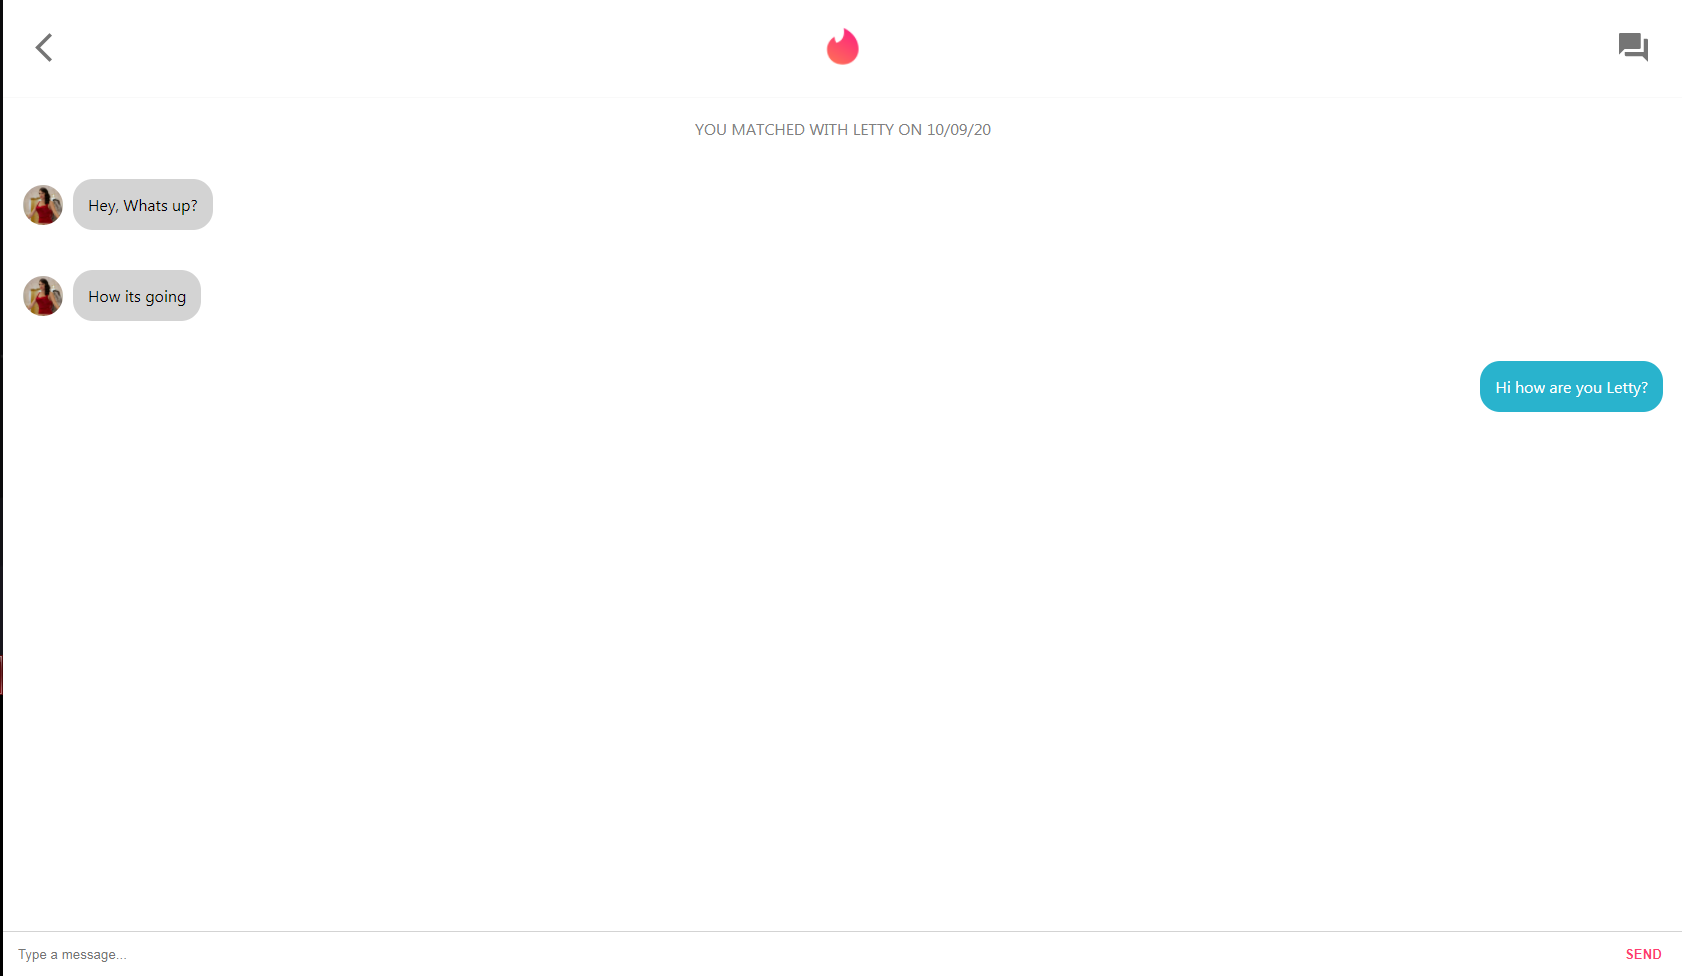 YOU MATCHED WITH LETTY ON 10/09/20
Hey, Whats up?
How its going
Hi how are you Letty?
Type a message...
SEND